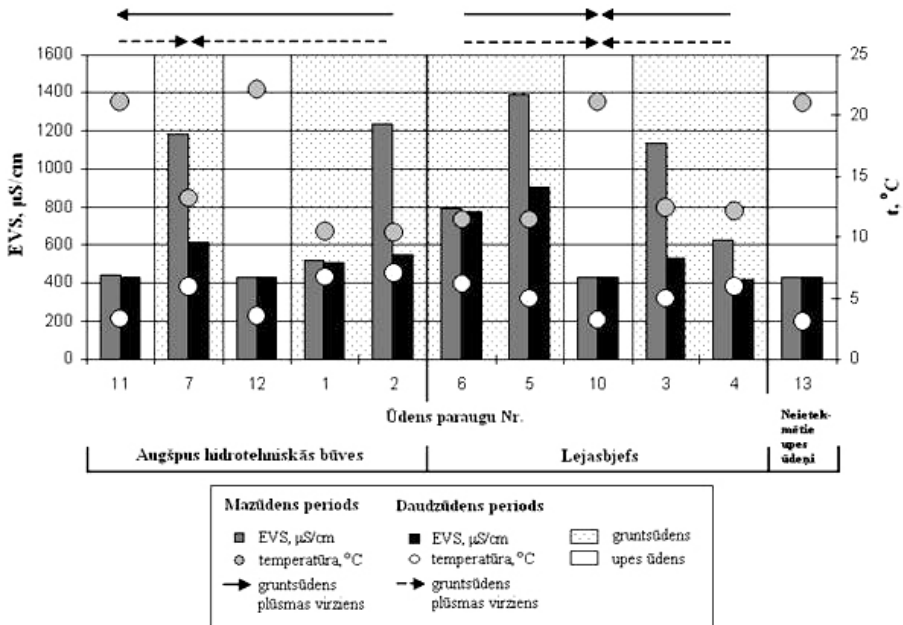 1600
1400
1200
1000
800
600
400
200
0
EVS, µS/cm
25
20
15
10
5
0
t, °C
11 7 12 1 2 6 5 10 3 4 13
Ūdens paraugu Nr.
Augšpus hidrotehniskās būves
Lejasbjefs
Neietek-
mētie
upes
ūdeņi
Mazūdens periods
EVS, µS/cm
temperatūra, °C
gruntsūdens
plūsmas virziens
Daudzūdens periods
EVS, µS/cm
temperatūra, °C
gruntsūdens
plūsmas virziens
gruntsūdens
upes ūdens